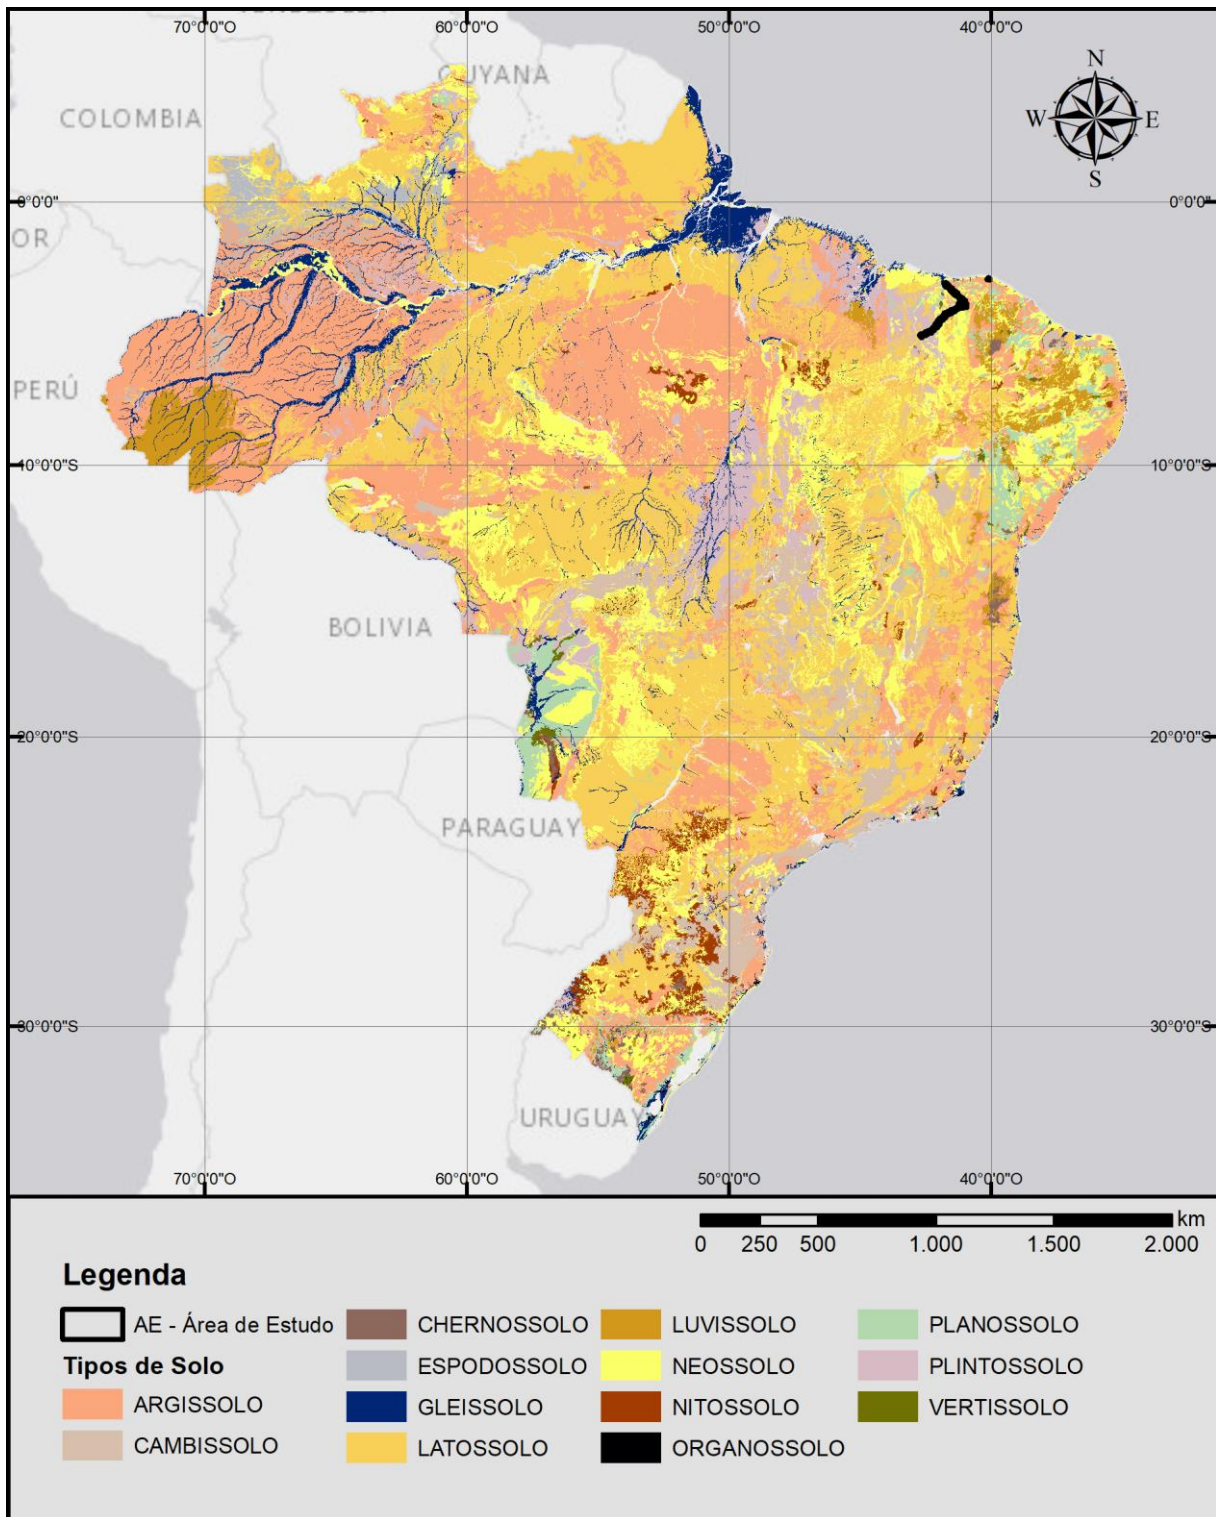 70°0'0"O 60°0'0"O 50°0'0"O 40°0'0"O
GUYANA
COLOMBIA
N
W E
S
0°0'0" 0°0'0"
OR
PERÚ
10°0'0"S 10°0'0"S
BOLIVIA
20°0'0"S 20°0'0"S
PARAGUAY
30°0'0"S 30°0'0"S
URUGUAY
70°0'0"O 60°0'0"O 50°0'0"O 40°0'0"O
km
0 250 500 1.000 1.500 2.000
Legenda
AE - Área de Estudo
Tipos de Solo
ARGISSOLO
CAMBISSOLO
CHERNOSSOLO
ESPODOSSOLO
GLEISSOLO
LATOSSOLO
LUVISSOLO
NEOSSOLO
NITOSSOLO
ORGANOSSOLO
PLANOSSOLO
PLINTOSSOLO
VERTISSOLO